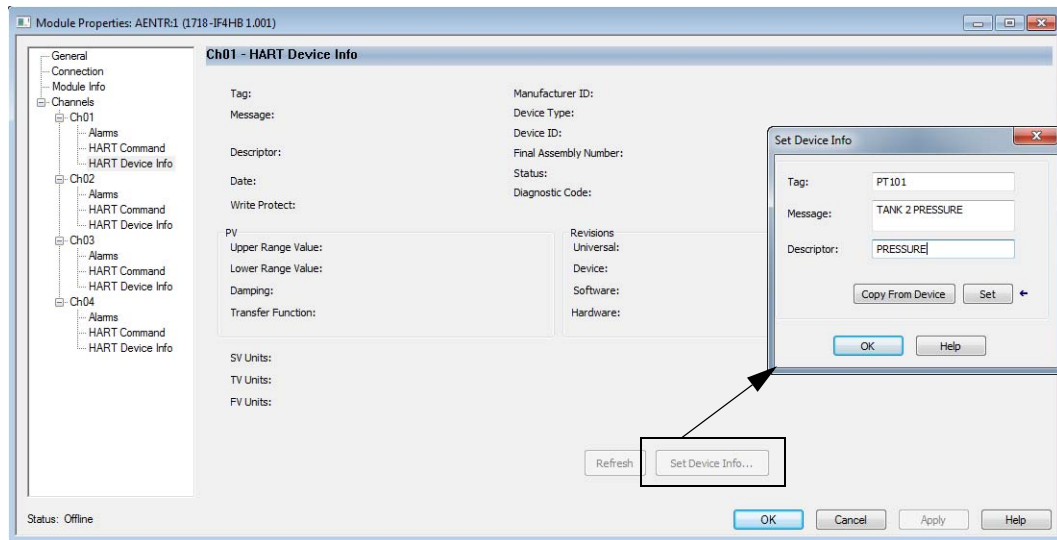 Module Properties: AENTR:1 (1718-IF4HB 1.001)
General
Connection
Module Info
Channels
Ch01
Alarms
HART Command
HART Device Info
Ch02
Alarms
HART Command
HART Device Info
Ch03
Alarms
HART Command
HART Device Info
Ch04
Alarms
HART Command
HART Device Info
Ch01 - HART Device Info
Tag:
Message:
Descriptor:
Date:
Write Protect:
Manufacturer ID:
Device Type:
Device ID:
Final Assembly Number:
Status:
Diagnostic Code:
PV
Upper Range Value:
Lower Range Value:
Damping:
Transfer Function:
Revisions
Universal:
Device:
Software:
Hardware:
SV Units:
TV Units:
FV Units:
Refresh
Set Device Info...
Set Device Info
Tag: PT101
Message: TANK 2 PRESSURE
Descriptor: PRESSURE
Copy From Device Set
OK Help
Status: Offline
OK Cancel Apply Help